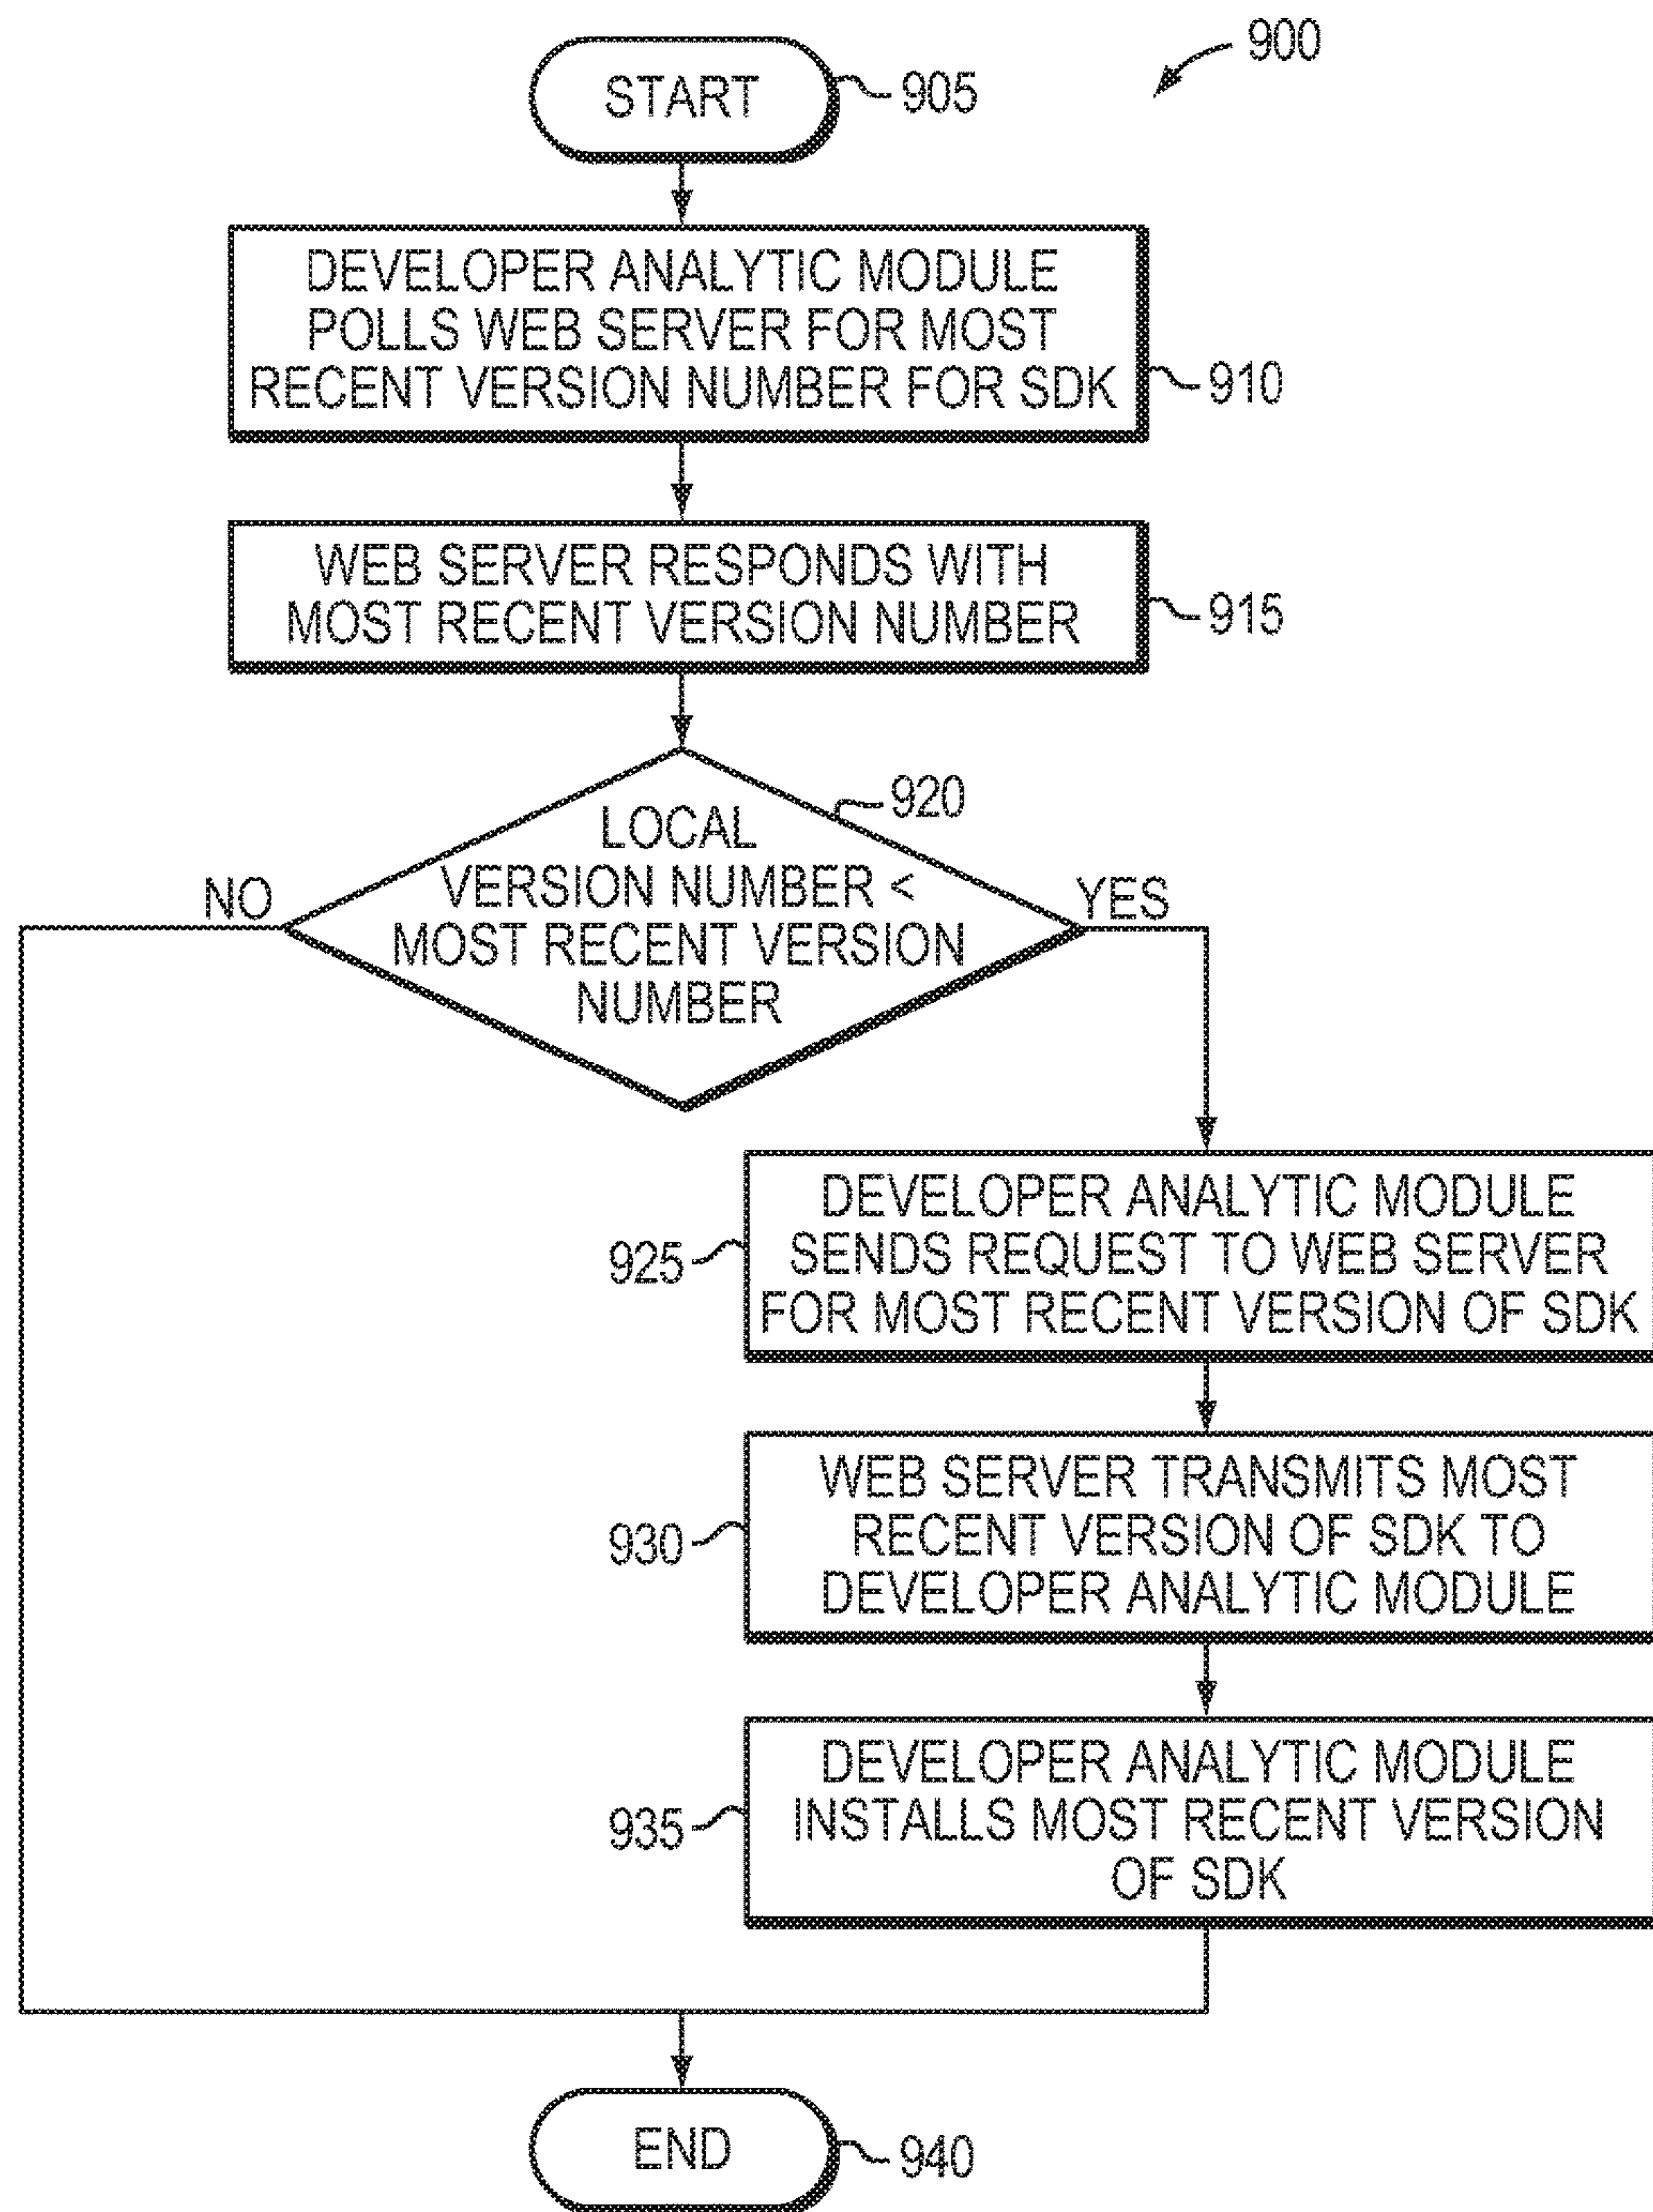 900
START
905
DEVELOPER ANALYTIC MODULE
POLLS WEB SERVER FOR MOST
RECENT VERSION NUMBER FOR SDK
910
WEB SERVER RESPONDS WITH
MOST RECENT VERSION NUMBER
915
920
LOCAL
VERSION NUMBER <
MOST RECENT VERSION
NUMBER
NO
YES
DEVELOPER ANALYTIC MODULE
SENDS REQUEST TO WEB SERVER
FOR MOST RECENT VERSION OF SDK
925
WEB SERVER TRANSMITS MOST
RECENT VERSION OF SDK TO
DEVELOPER ANALYTIC MODULE
930
DEVELOPER ANALYTIC MODULE
INSTALLS MOST RECENT VERSION
OF SDK
935
END
940